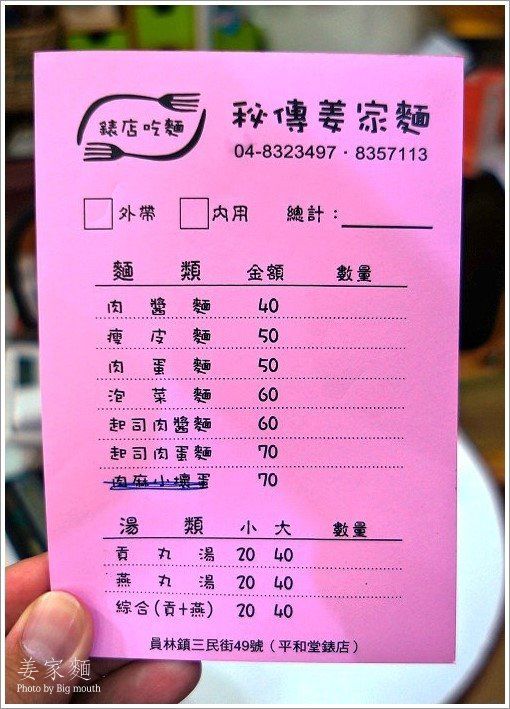 錶店吃麵
秘傳姜家麵
04-8323497·8357113
外帶 內用 總計:
麵類 金額 數量
肉醬麵 40
瘦皮麵 50
肉蛋麵 50
泡菜麵 60
起司肉醬麵 60
起司肉蛋麵 70
肉麻小壞蛋 70
湯類 小 大 數量
貢丸湯 20 40
燕丸湯 20 40
綜合(貢+燕) 20 40
員林鎮三民街49號(平和堂錶店)
姜家麵
Photo by Big mouth